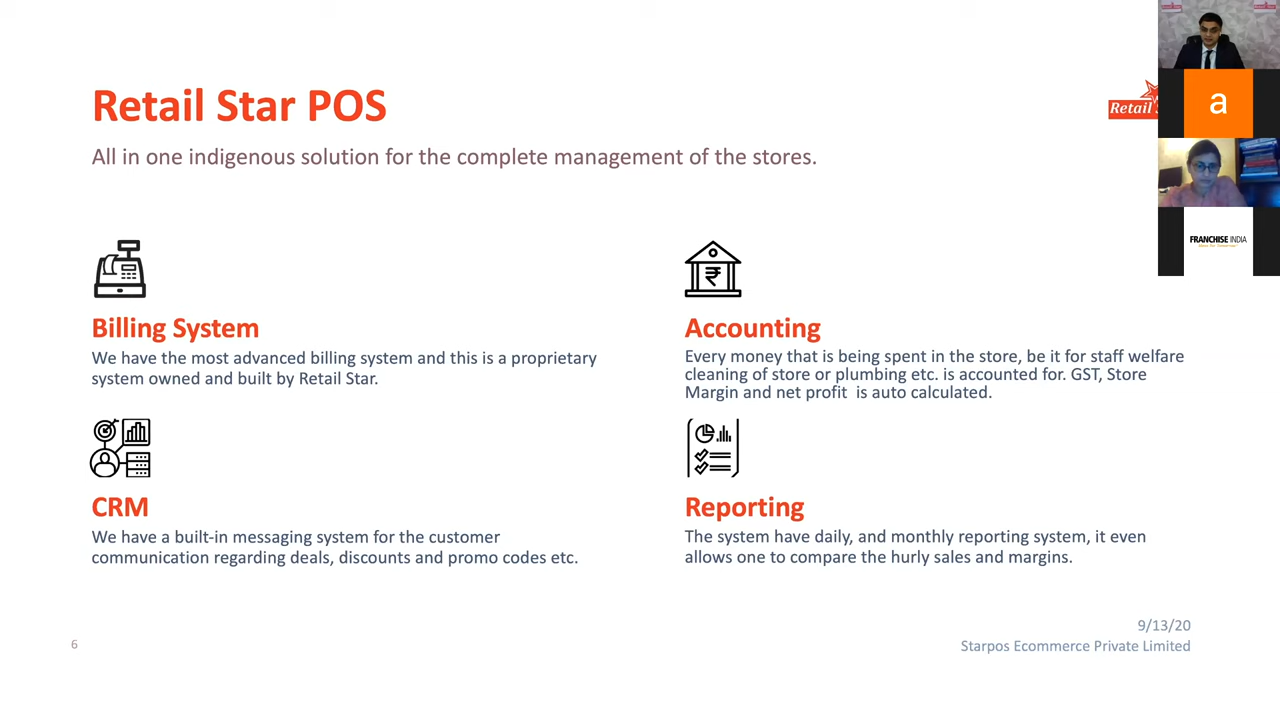 Retail Star POS
All in one indigenous solution for the complete management of the stores.
Retail
a
FRANCHISE INDIA
Billing System
We have the most advanced billing system and this is a proprietary
system owned and built by Retail Star.
Accounting
Every money that is being spent in the store, be it for staff welfare
cleaning of store or plumbing etc. is accounted for. GST, Store
Margin and net profit  is auto calculated.
CRM
We have a built-in messaging system for the customer
communication regarding deals, discounts and promo codes etc.
Reporting
The system have daily, and monthly reporting system, it even
allows one to compare the hurly sales and margins.
9/13/20
6
Starpos Ecommerce Private Limited